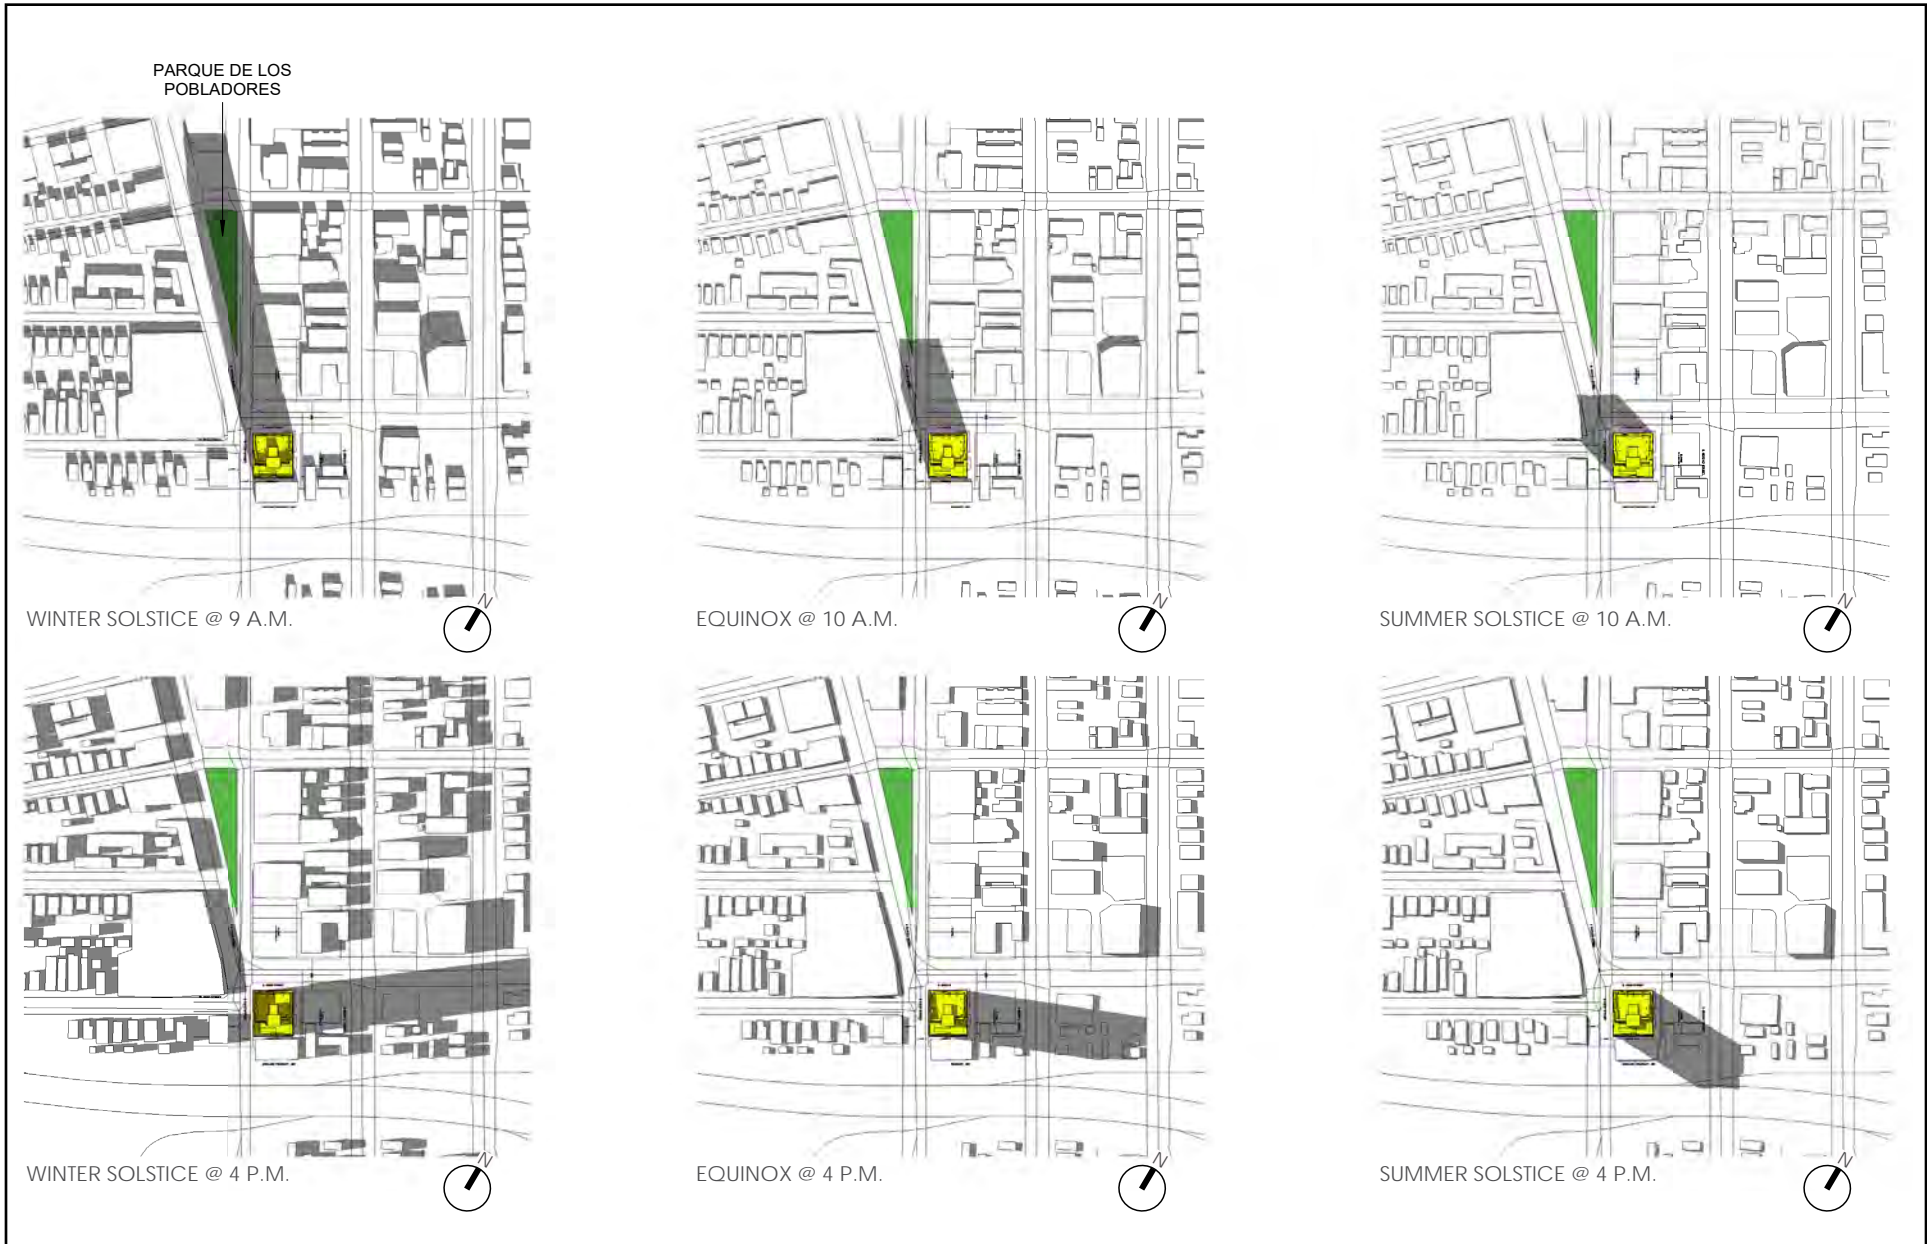 PARQUE DE LOS
POBLADORES
N
WINTER SOLSTICE @ 9 A.M.
N
EQUINOX @ 10 A.M.
N
SUMMER SOLSTICE @ 10 A.M.
N
WINTER SOLSTICE @ 4 P.M.
N
EQUINOX @ 4 P.M.
N
SUMMER SOLSTICE @ 4 P.M.